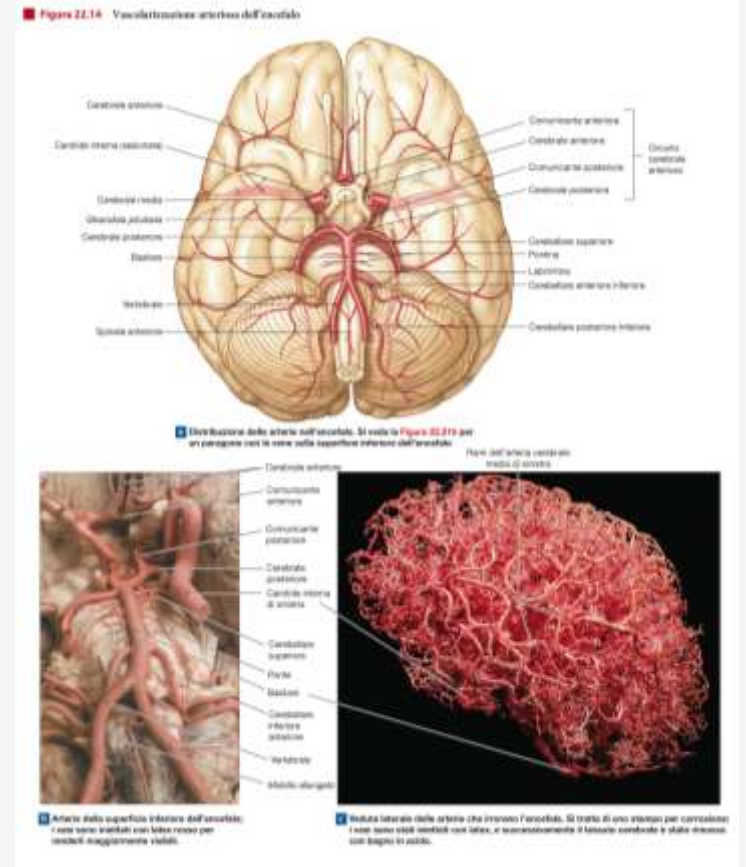 Figura 22.14 Vascolarizzazione arteriosa dell'encefalo
Cerebrale anteriore
Carotide interna (sezionata)
Cerebrale media
Ghiandola pituitaria
Cerebrale posteriore
Basilare
Vertebrale
Spinale anteriore
Comunicante anteriore
Cerebrale anteriore
Comunicante posteriore
Cerebrale posteriore
Circolo
cerebrale
arterioso
Cerebellare superiore
Pontine
Labirintica
Cerebellare anteriore inferiore
Cerebellare posteriore inferiore
a Distribuzione delle arterie nell'encefalo. Si veda la Figura 22.21b per
un paragone con le vene sulla superficie inferiore dell'encefalo.
Rami dell'arteria cerebrale
media di sinistra
Cerebrale anteriore
Comunicante
anteriore
Comunicante
posteriore
Cerebrale
posteriore
Carotide interna
di sinistra
Cerebellare
superiore
Ponte
Basilare
Cerebellare
inferiore
anteriore
Vertebrale
Midollo allungato
b Arterie della superficie inferiore dell'encefalo;
i vasi sono iniettati con latex rosso per
renderli maggiormente visibili.
c Veduta laterale delle arterie che irrorano l'encefalo. Si tratta di uno stampo per corrosione:
i vasi sono stati iniettati con latex, e successivamente il tessuto cerebrale è stato rimosso
con bagno in acido.